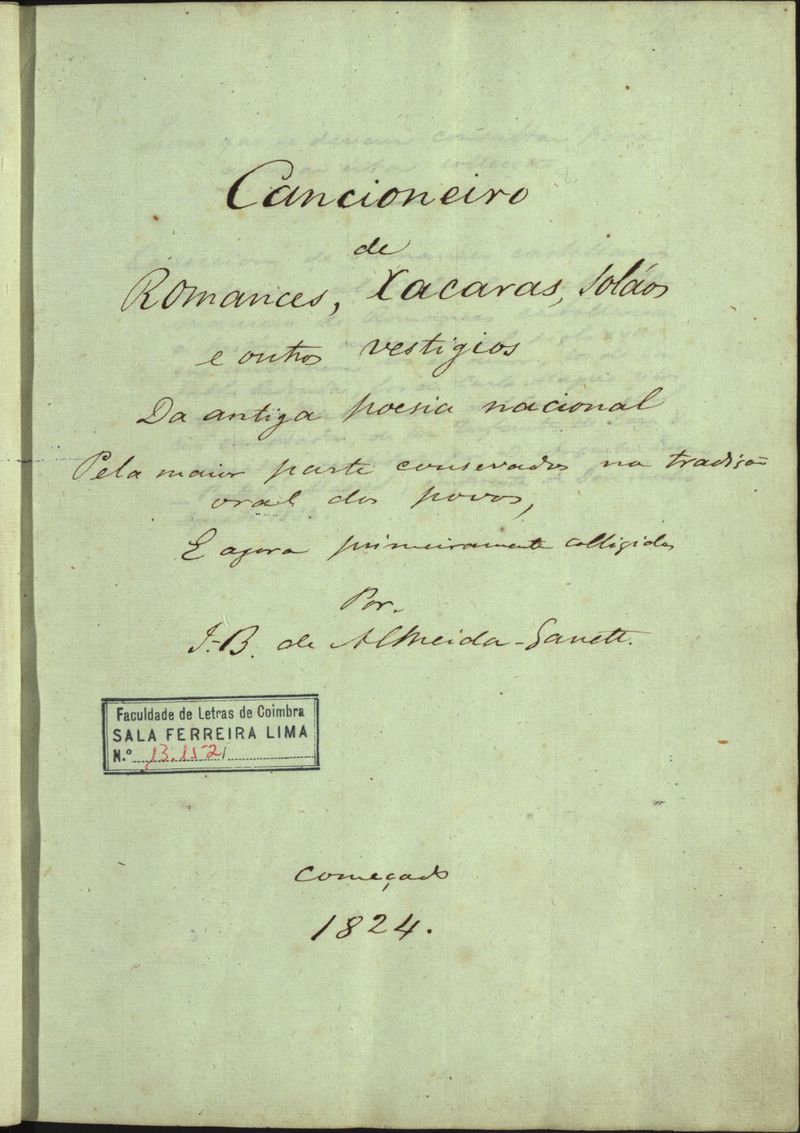 Cancioneiro
de
Romances, Xacaras, Soláos
e outros vestigios
Da antiga poesia nacional
Pela maior parte conservados na tradição
oral dos povos,
E agora primeiramente colligidos
Por.
J.-B. de Almeida-Garrett.
Faculdade de Letras de Coimbra
SALA FERREIRA LIMA
N.º 13.152
Começado
1824.